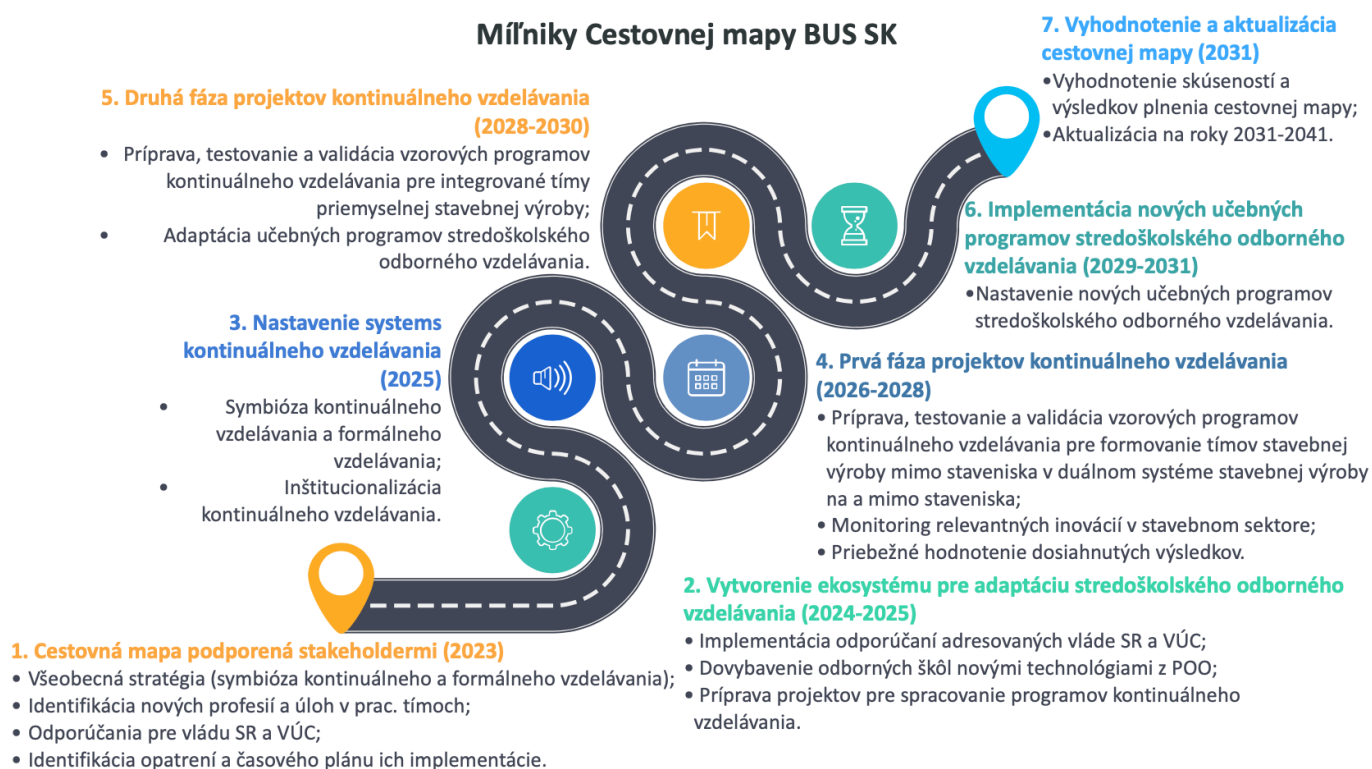 Míľniky Cestovnej mapy BUS SK
1. Cestovná mapa podporená stakeholdermi (2023)
• Všeobecná stratégia (symbióza kontinuálneho a formálneho vzdelávania);
• Identifikácia nových profesií a úloh v prac. tímoch;
• Odporúčania pre vládu SR a VÚC;
• Identifikácia opatrení a časového plánu ich implementácie.
2. Vytvorenie ekosystému pre adaptáciu stredoškolského odborného
vzdelávania (2024-2025)
• Implementácia odporúčaní adresovaných vláde SR a VÚC;
• Dovybavenie odborných škôl novými technológiami z POO;
• Príprava projektov pre spracovanie programov kontinuálneho
vzdelávania.
3. Nastavenie systems
kontinuálneho vzdelávania
(2025)
• Symbióza kontinuálneho
vzdelávania a formálneho
vzdelávania;
• Inštitucionalizácia
kontinuálneho vzdelávania.
4. Prvá fáza projektov kontinuálneho vzdelávania
(2026-2028)
• Príprava, testovanie a validácia vzorových programov
kontinuálneho vzdelávania pre formovanie tímov stavebnej
výroby mimo staveniska v duálnom systéme stavebnej výroby
na a mimo staveniska;
• Monitoring relevantných inovácií v stavebnom sektore;
• Priebežné hodnotenie dosiahnutých výsledkov.
5. Druhá fáza projektov kontinuálneho vzdelávania
(2028-2030)
• Príprava, testovanie a validácia vzorových programov
kontinuálneho vzdelávania pre integrované tímy
priemyselnej stavebnej výroby;
• Adaptácia učebných programov stredoškolského
odborného vzdelávania.
6. Implementácia nových učebných
programov stredoškolského odborného
vzdelávania (2029-2031)
•Nastavenie nových učebných programov
stredoškolského odborného vzdelávania.
7. Vyhodnotenie a aktualizácia
cestovnej mapy (2031)
•Vyhodnotenie skúseností a
výsledkov plnenia cestovnej mapy;
•Aktualizácia na roky 2031-2041.